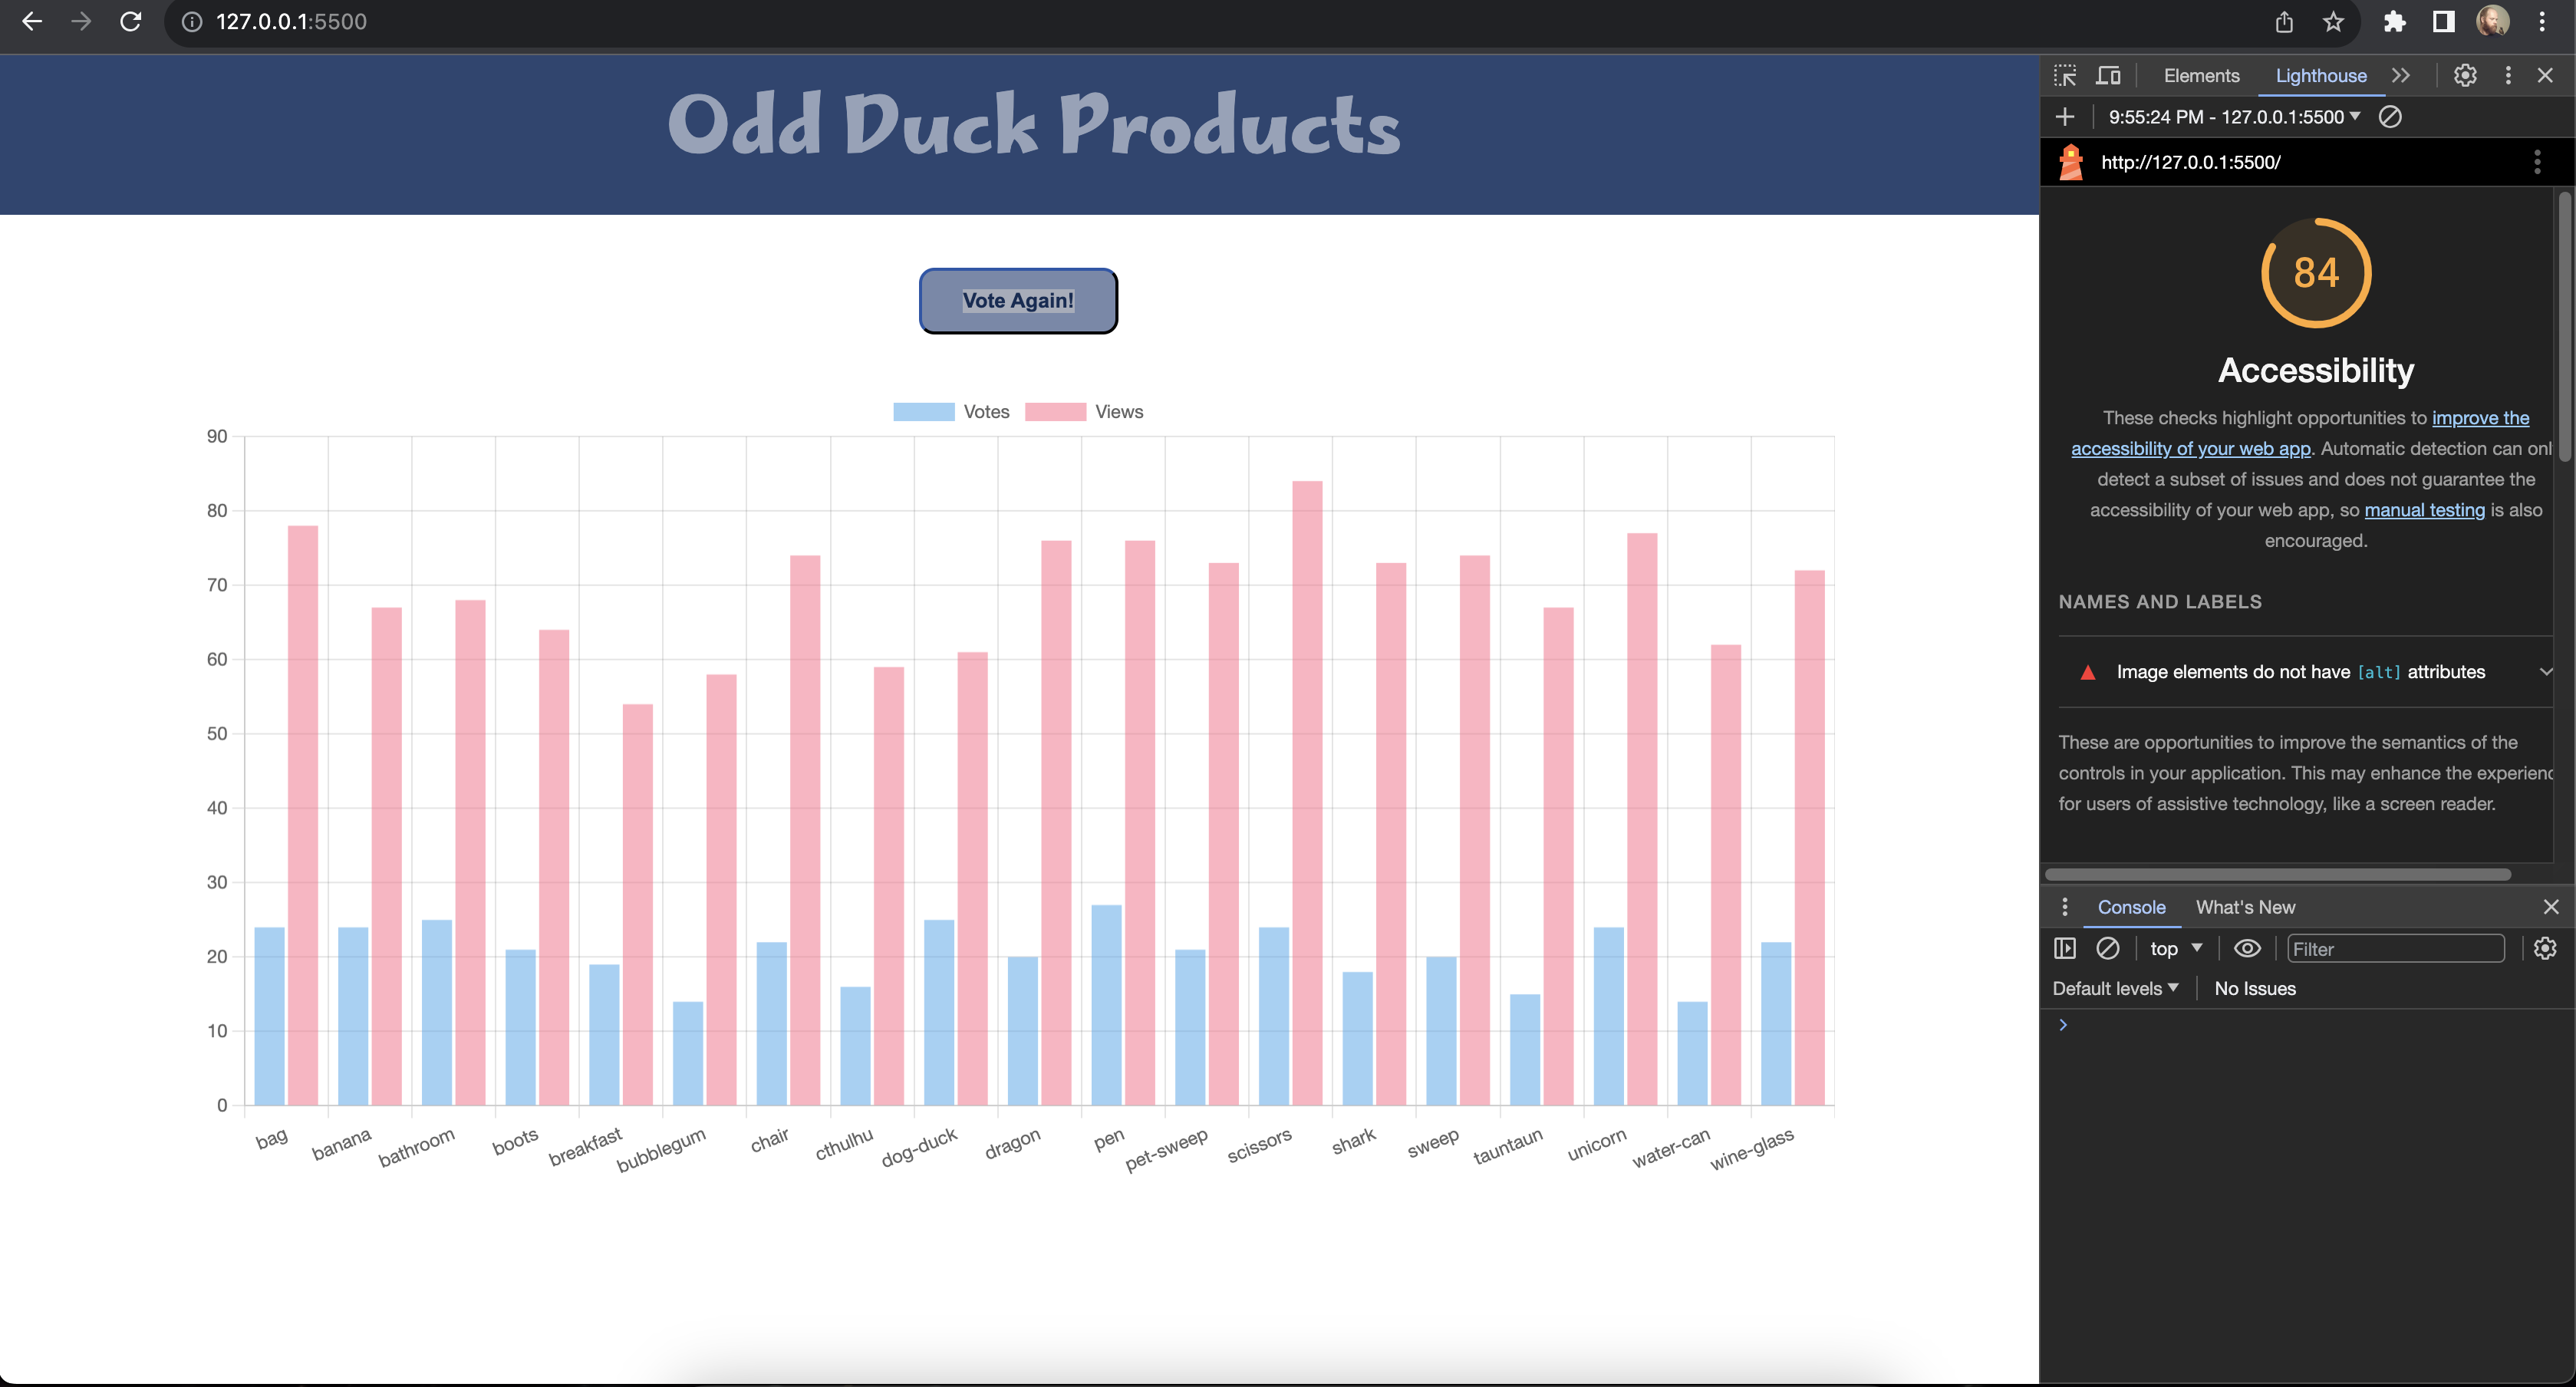 127.0.0.1:5500
Odd Duck Products
Vote Again!
Votes Views
90
80
70
60
50
40
30
20
10
0
bag banana bathroom boots breakfast bubblegum chair cthulhu dog-duck dragon pen pet-sweep scissors shark sweep tauntaun unicorn water-can wine-glass
Elements Lighthouse
9:55:24 PM - 127.0.0.1:5500
http://127.0.0.1:5500/
84
Accessibility
These checks highlight opportunities to improve the
accessibility of your web app. Automatic detection can onl
detect a subset of issues and does not guarantee the
accessibility of your web app, so manual testing is also
encouraged.
NAMES AND LABELS
Image elements do not have [alt] attributes
These are opportunities to improve the semantics of the
controls in your application. This may enhance the experienc
for users of assistive technology, like a screen reader.
Console What's New
top Filter
Default levels No Issues